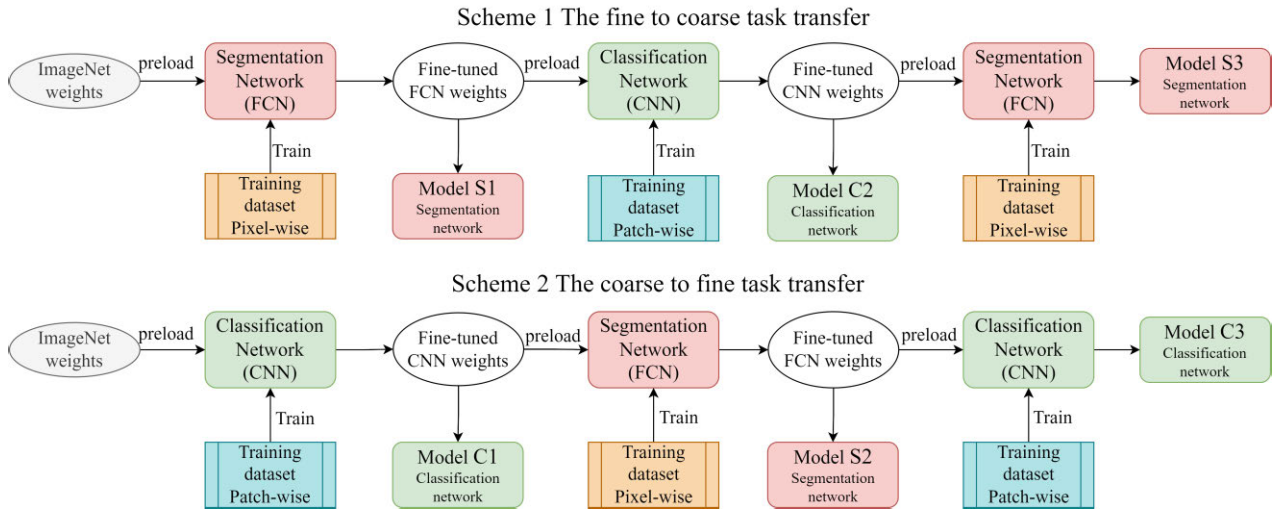 Scheme 1 The fine to coarse task transfer
ImageNet
weights
preload
Segmentation
Network
(FCN)
Fine-tuned
FCN weights
preload
Classification
Network
(CNN)
Fine-tuned
CNN weights
preload
Segmentation
Network
(FCN)
Model S3
Segmentation
network
Train
Train
Train
Training
dataset
Pixel-wise
Model S1
Segmentation
network
Training
dataset
Patch-wise
Model C2
Classification
network
Training
dataset
Pixel-wise
Scheme 2 The coarse to fine task transfer
ImageNet
weights
preload
Classification
Network
(CNN)
Fine-tuned
CNN weights
preload
Segmentation
Network
(FCN)
Fine-tuned
FCN weights
preload
Classification
Network
(CNN)
Model C3
Classification
network
Train
Train
Train
Training
dataset
Patch-wise
Model C1
Classification
network
Training
dataset
Pixel-wise
Model S2
Segmentation
network
Training
dataset
Patch-wise